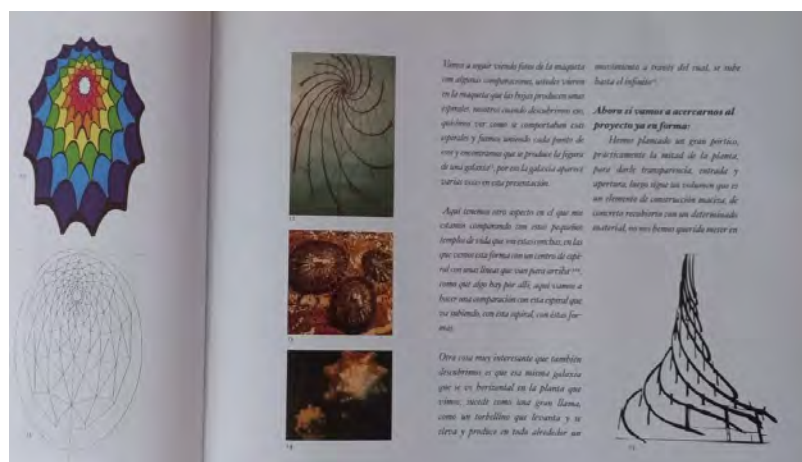 Vamos a seguir viendo fotos de la maqueta
con algunas comparaciones, ustedes vieron
en la maqueta que las hojas producen unas
espirales, nosotros cuando descubrimos eso,
quisimos ver como se comportaban esas
espirales y fuimos uniendo cada punto de
esos y encontramos que se produce la figura
de una galaxia, por eso la galaxia aparece
varias veces en esta presentación.
Aquí tenemos otro aspecto en el que nos
estamos comparando con estos pequeños
templos de vida que son estas conchas, en las
que vemos esta forma con un centro de espi-
ral con unas líneas que van para arriba
como que algo hay por allí, aquí vamos a
hacer una comparación con esta espiral que
va subiendo, con esta espiral, con estas for-
mas.
Otra cosa muy interesante que también
descubrimos es que esa misma galaxia
que se ve horizontal en la planta que
vimos, sucede como una gran llama,
como un torbellino que levanta y se
eleva y produce en todo alrededor un
movimiento a través del cual, se sube
hasta el infinito
Ahora sí vamos a acercarnos al
proyecto ya en forma:
Hemos planeado un gran pórtico,
prácticamente la mitad de la planta,
para darle transparencia, entrada y
apertura, luego sigue un volumen que es
un elemento de construcción maciza, de
concreto recubierto con un determinado
material, no nos hemos querido meter en